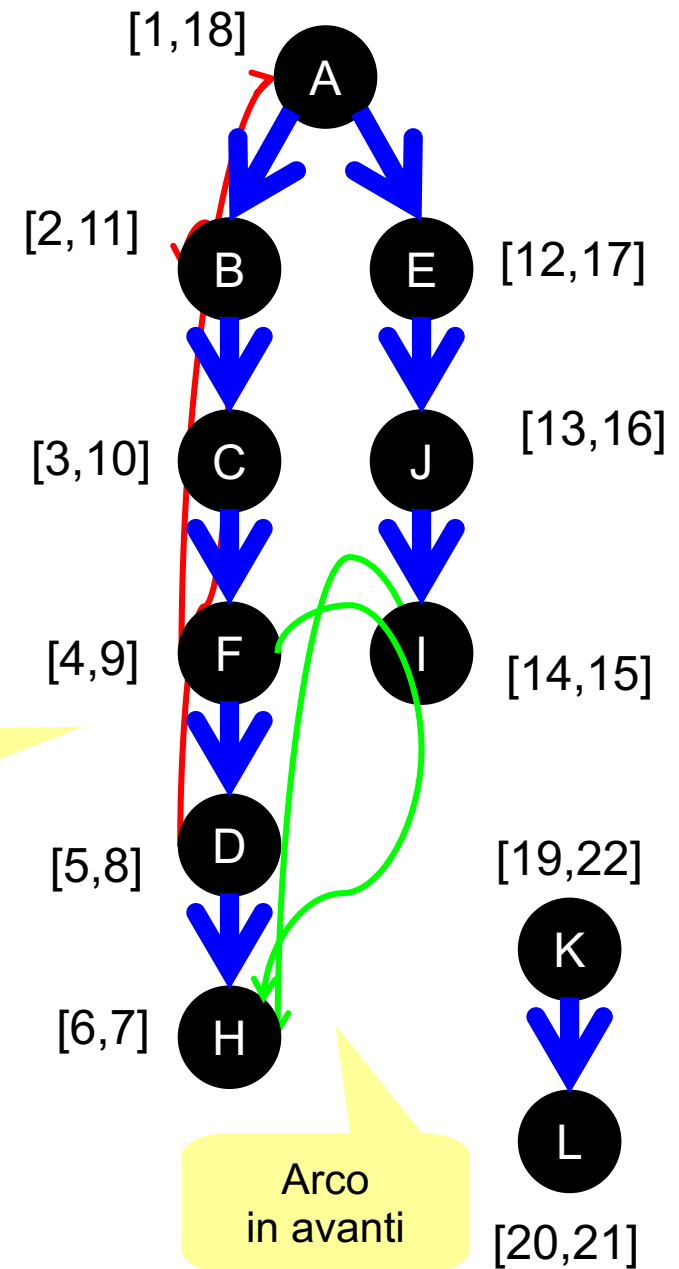 [1,18]
A
[2,11]
B
E
[12,17]
[3,10]
C
J
[13,16]
[4,9]
F
I
[14,15]
[5,8]
D
[19,22]
K
[6,7]
H
L
Arco
in avanti
[20,21]